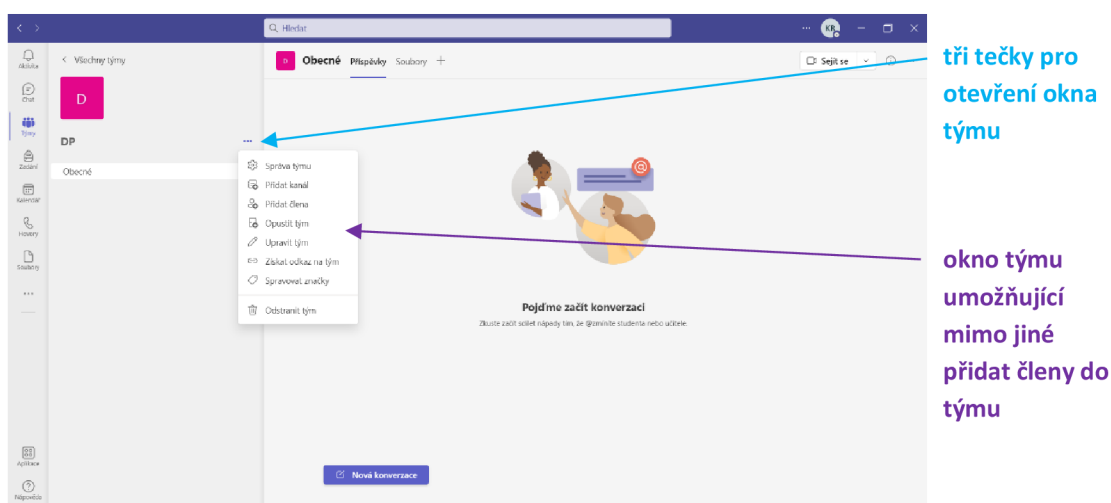 Hledat
KR
Aktivita
Chat
Týmy
Zadání
Kalendář
Hovory
Soubory
Aplikace
Nápověda
Všechny týmy
D
DP
Obecné
D Obecné Příspěvky Soubory
Sejít se
Správa týmu
Přidat kanál
Přidat člena
Opustit tým
Upravit tým
Získat odkaz na tým
Spravovat značky
Odstranit tým
Pojďme začít konverzaci
Zkuste začít sdílet nápady tím, že @zmíníte studenta nebo učitele.
Nová konverzace
tři tečky pro
otevření okna
týmu
okno týmu
umožňující
mimo jiné
přidat členy do
týmu